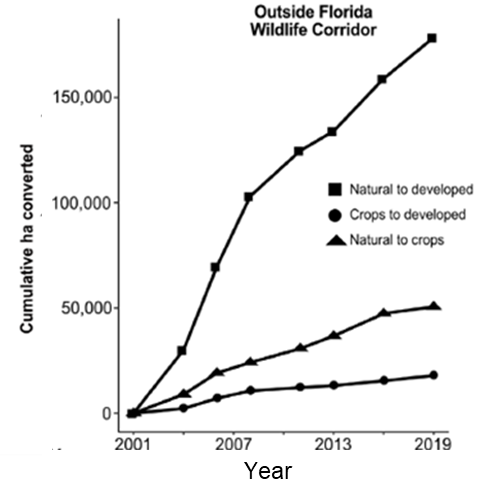 Outside Florida
Wildlife Corridor
Cumulative ha converted
150,000
100,000
50,000
0
Natural to developed
Crops to developed
Natural to crops
2001
2007
2013
2019
Year